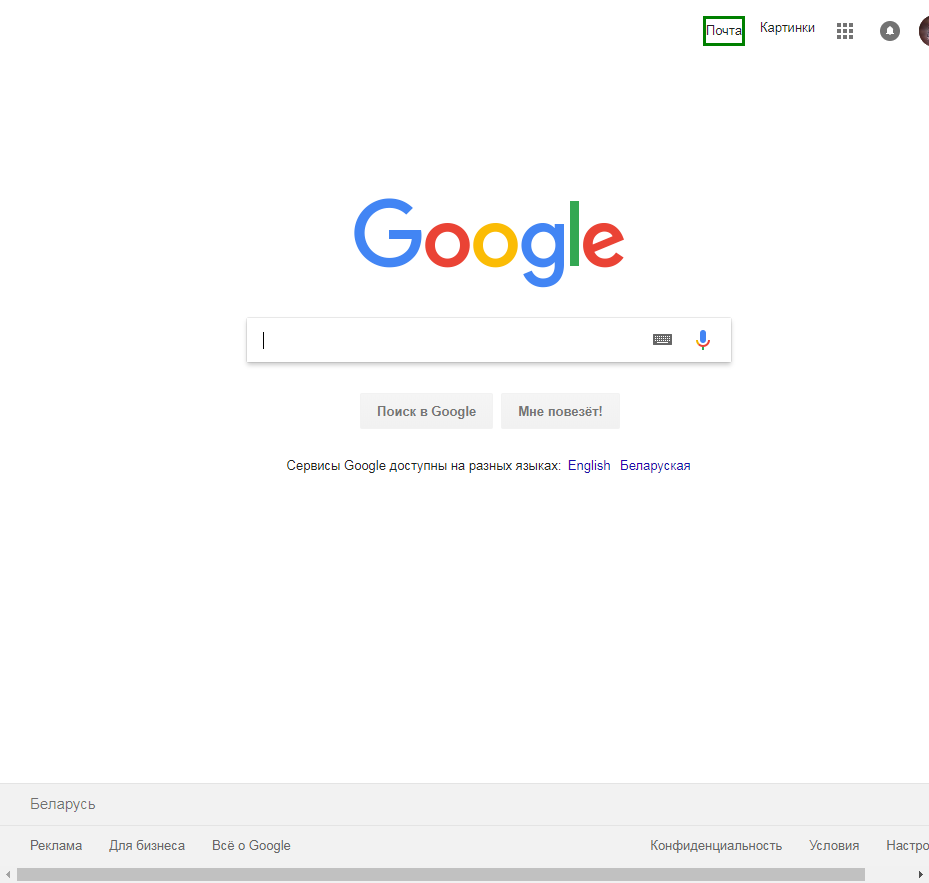 Почта Картинки
Google
Поиск в Google Мне повезёт!
Сервисы Google доступны на разных языках: English Беларуская
Беларусь
Реклама Для бизнеса Всё о Google Конфиденциальность Условия Настро